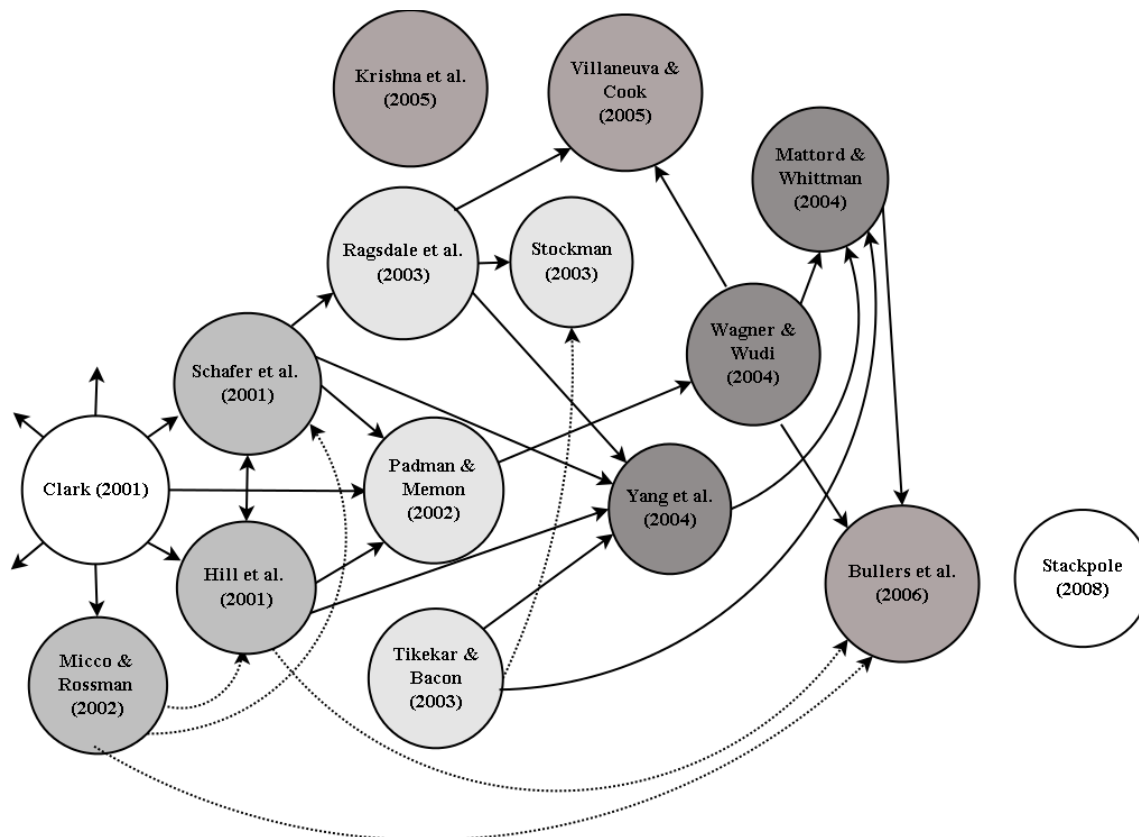 Krishna et al.
(2005)
Villaneuva &
Cook
(2005)
Mattord &
Whittman
(2004)
Ragsdale et al.
(2003)
Stockman
(2003)
Wagner &
Wudi
(2004)
Schafer et al.
(2001)
Clark (2001)
Padman &
Memon
(2002)
Yang et al.
(2004)
Hill et al.
(2001)
Bullers et al.
(2006)
Stackpole
(2008)
Micco &
Rossman
(2002)
Tikekar &
Bacon
(2003)